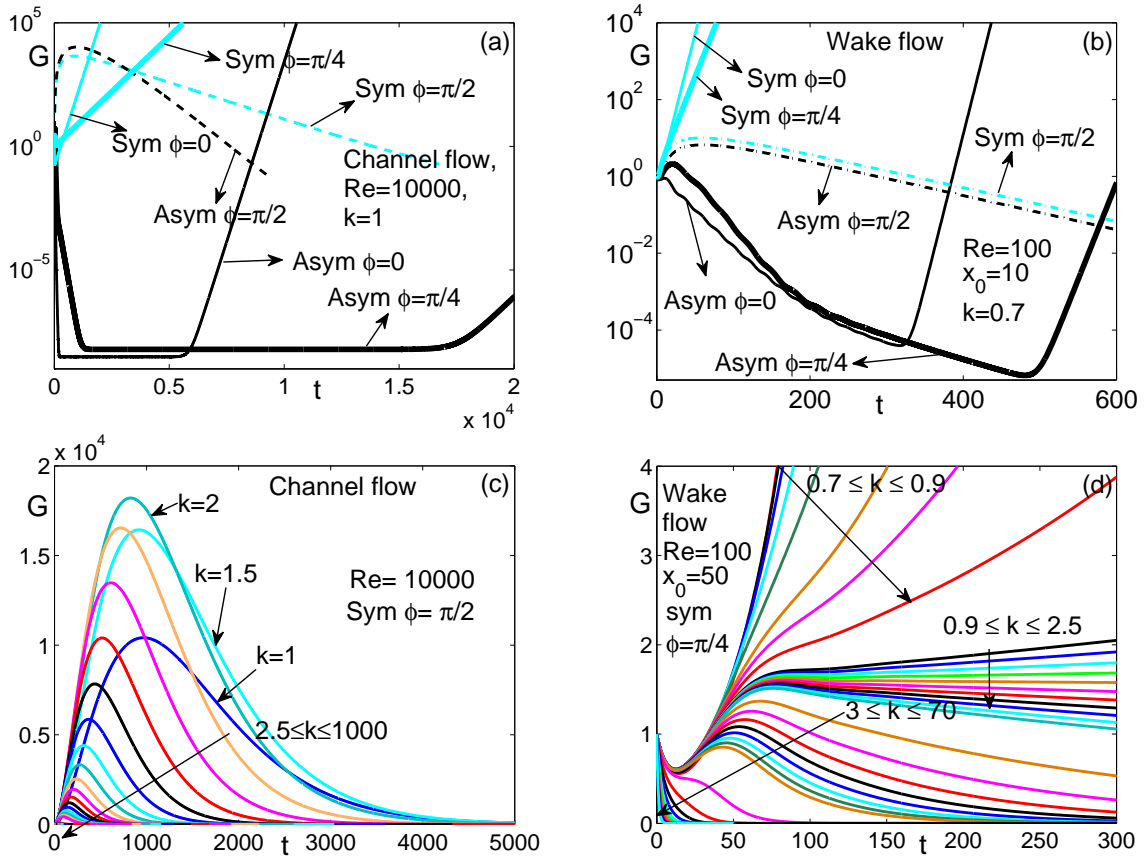 (a)
G
10^5
10^0
10^-5
Sym ϕ=π/4
Sym ϕ=π/2
Sym ϕ=0
Channel flow,
Re=10000,
k=1
Asym ϕ=π/2
Asym ϕ=0
Asym ϕ=π/4
0 0.5 1 1.5 2
t
x 10^4
(b)
G
10^4
10^2
10^0
10^-2
10^-4
Wake flow
Sym ϕ=0
Sym ϕ=π/4
Sym ϕ=π/2
Asym ϕ=π/2
Re=100
x_0=10
k=0.7
Asym ϕ=0
Asym ϕ=π/4
0 200 400 600
t
x 10^4
(c)
G
2
1.5
1
0.5
0
Channel flow
k=2
k=1.5
Re= 10000
Sym ϕ= π/2
k=1
2.5≤k≤1000
0 1000 2000 3000 4000 5000
t
(d)
G
4
3
2
1
0
Wake
flow
Re=100
x_0=50
sym
ϕ=π/4
0.7 ≤ k ≤ 0.9
0.9 ≤ k ≤ 2.5
3 ≤ k ≤ 70
0 50 100 150 200 250 300
t